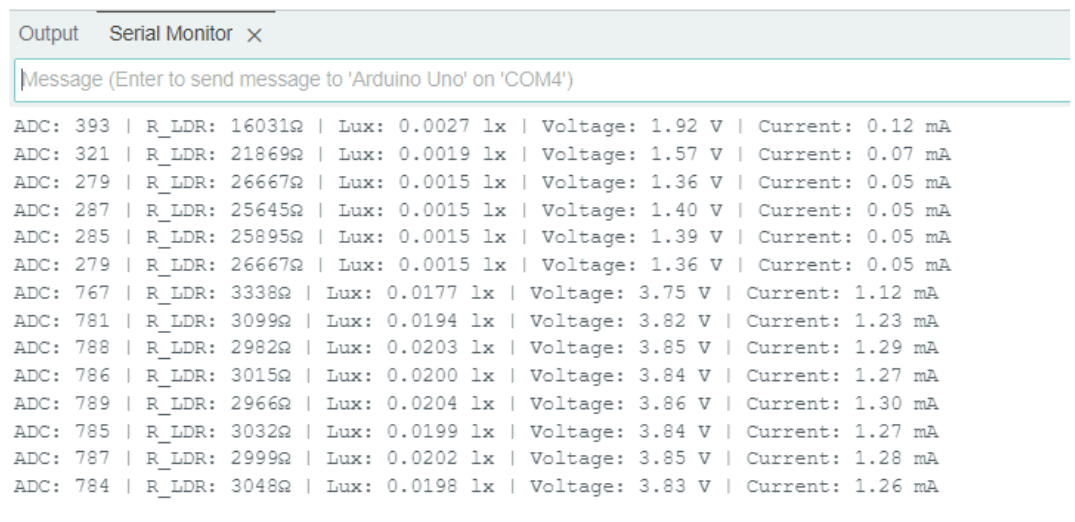 Output Serial Monitor ×
Message (Enter to send message to 'Arduino Uno' on 'COM4')
ADC: 393 | R_LDR: 16031Ω | Lux: 0.0027 lx | Voltage: 1.92 V | Current: 0.12 mA
ADC: 321 | R_LDR: 21869Ω | Lux: 0.0019 lx | Voltage: 1.57 V | Current: 0.07 mA
ADC: 279 | R_LDR: 26667Ω | Lux: 0.0015 lx | Voltage: 1.36 V | Current: 0.05 mA
ADC: 287 | R_LDR: 25645Ω | Lux: 0.0015 lx | Voltage: 1.40 V | Current: 0.05 mA
ADC: 285 | R_LDR: 25895Ω | Lux: 0.0015 lx | Voltage: 1.39 V | Current: 0.05 mA
ADC: 279 | R_LDR: 26667Ω | Lux: 0.0015 lx | Voltage: 1.36 V | Current: 0.05 mA
ADC: 767 | R_LDR: 3338Ω | Lux: 0.0177 lx | Voltage: 3.75 V | Current: 1.12 mA
ADC: 781 | R_LDR: 3099Ω | Lux: 0.0194 lx | Voltage: 3.82 V | Current: 1.23 mA
ADC: 788 | R_LDR: 2982Ω | Lux: 0.0203 lx | Voltage: 3.85 V | Current: 1.29 mA
ADC: 786 | R_LDR: 3015Ω | Lux: 0.0200 lx | Voltage: 3.84 V | Current: 1.27 mA
ADC: 789 | R_LDR: 2966Ω | Lux: 0.0204 lx | Voltage: 3.86 V | Current: 1.30 mA
ADC: 785 | R_LDR: 3032Ω | Lux: 0.0199 lx | Voltage: 3.84 V | Current: 1.27 mA
ADC: 787 | R_LDR: 2999Ω | Lux: 0.0202 lx | Voltage: 3.85 V | Current: 1.28 mA
ADC: 784 | R_LDR: 3048Ω | Lux: 0.0198 lx | Voltage: 3.83 V | Current: 1.26 mA